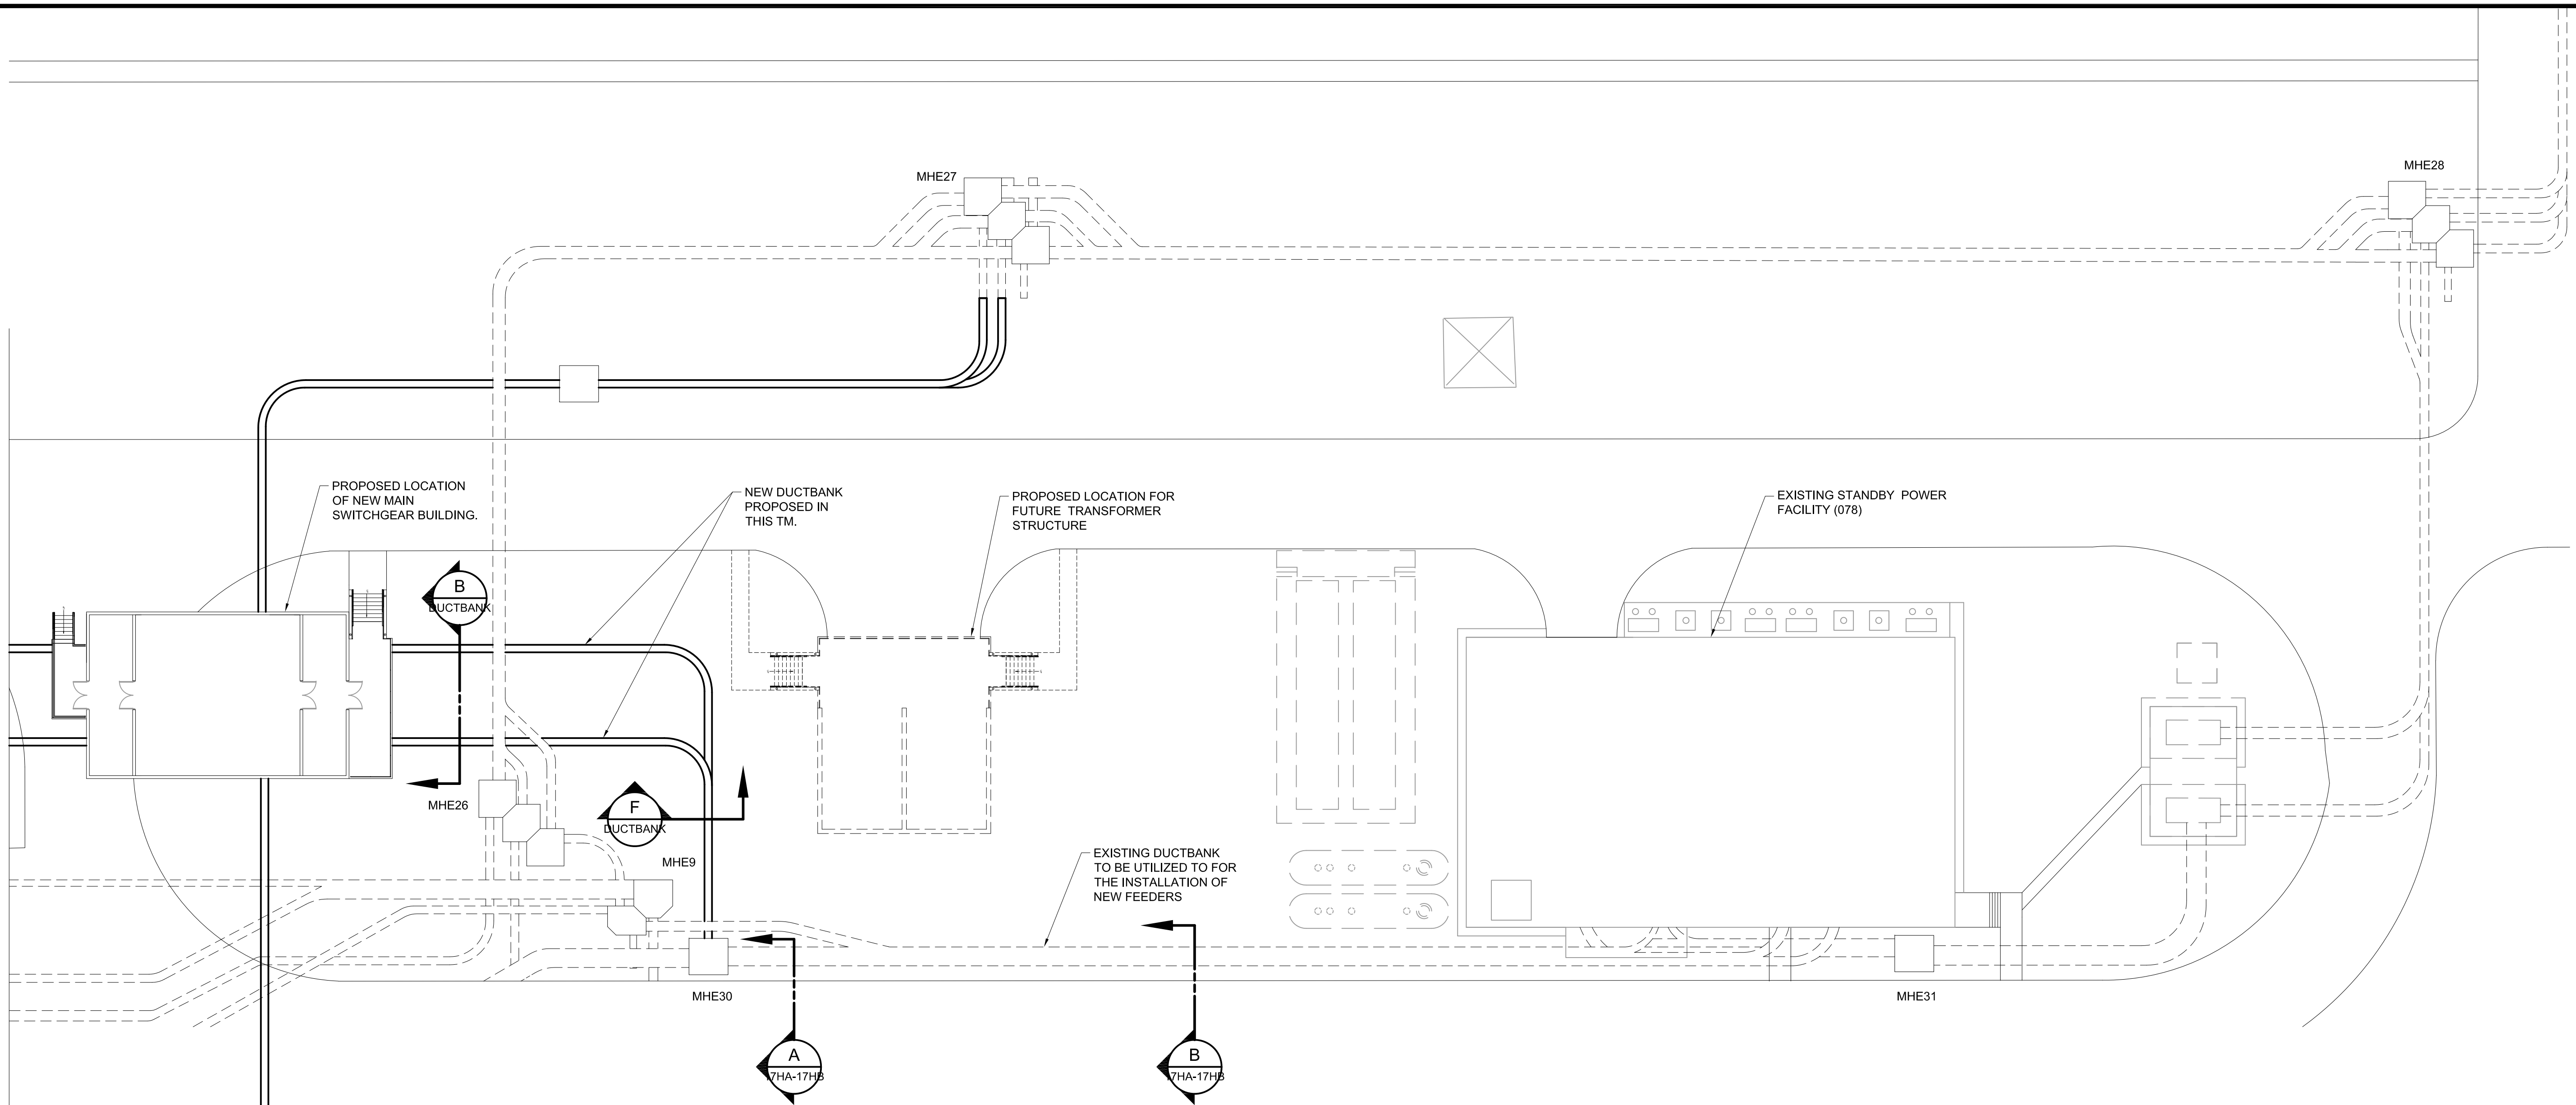 MHE28
MHE27
PROPOSED LOCATION
OF NEW MAIN
SWITCHGEAR BUILDING.
NEW DUCTBANK
PROPOSED IN
THIS TM.
PROPOSED LOCATION FOR
FUTURE TRANSFORMER
STRUCTURE
EXISTING STANDBY POWER
FACILITY (078)
B
DUCTBANK
MHE26
F
DUCTBANK
MHE9
EXISTING DUCTBANK
TO BE UTILIZED TO FOR
THE INSTALLATION OF
NEW FEEDERS
MHE30
MHE31
A
17HA-17HB
B
17HA-17HB